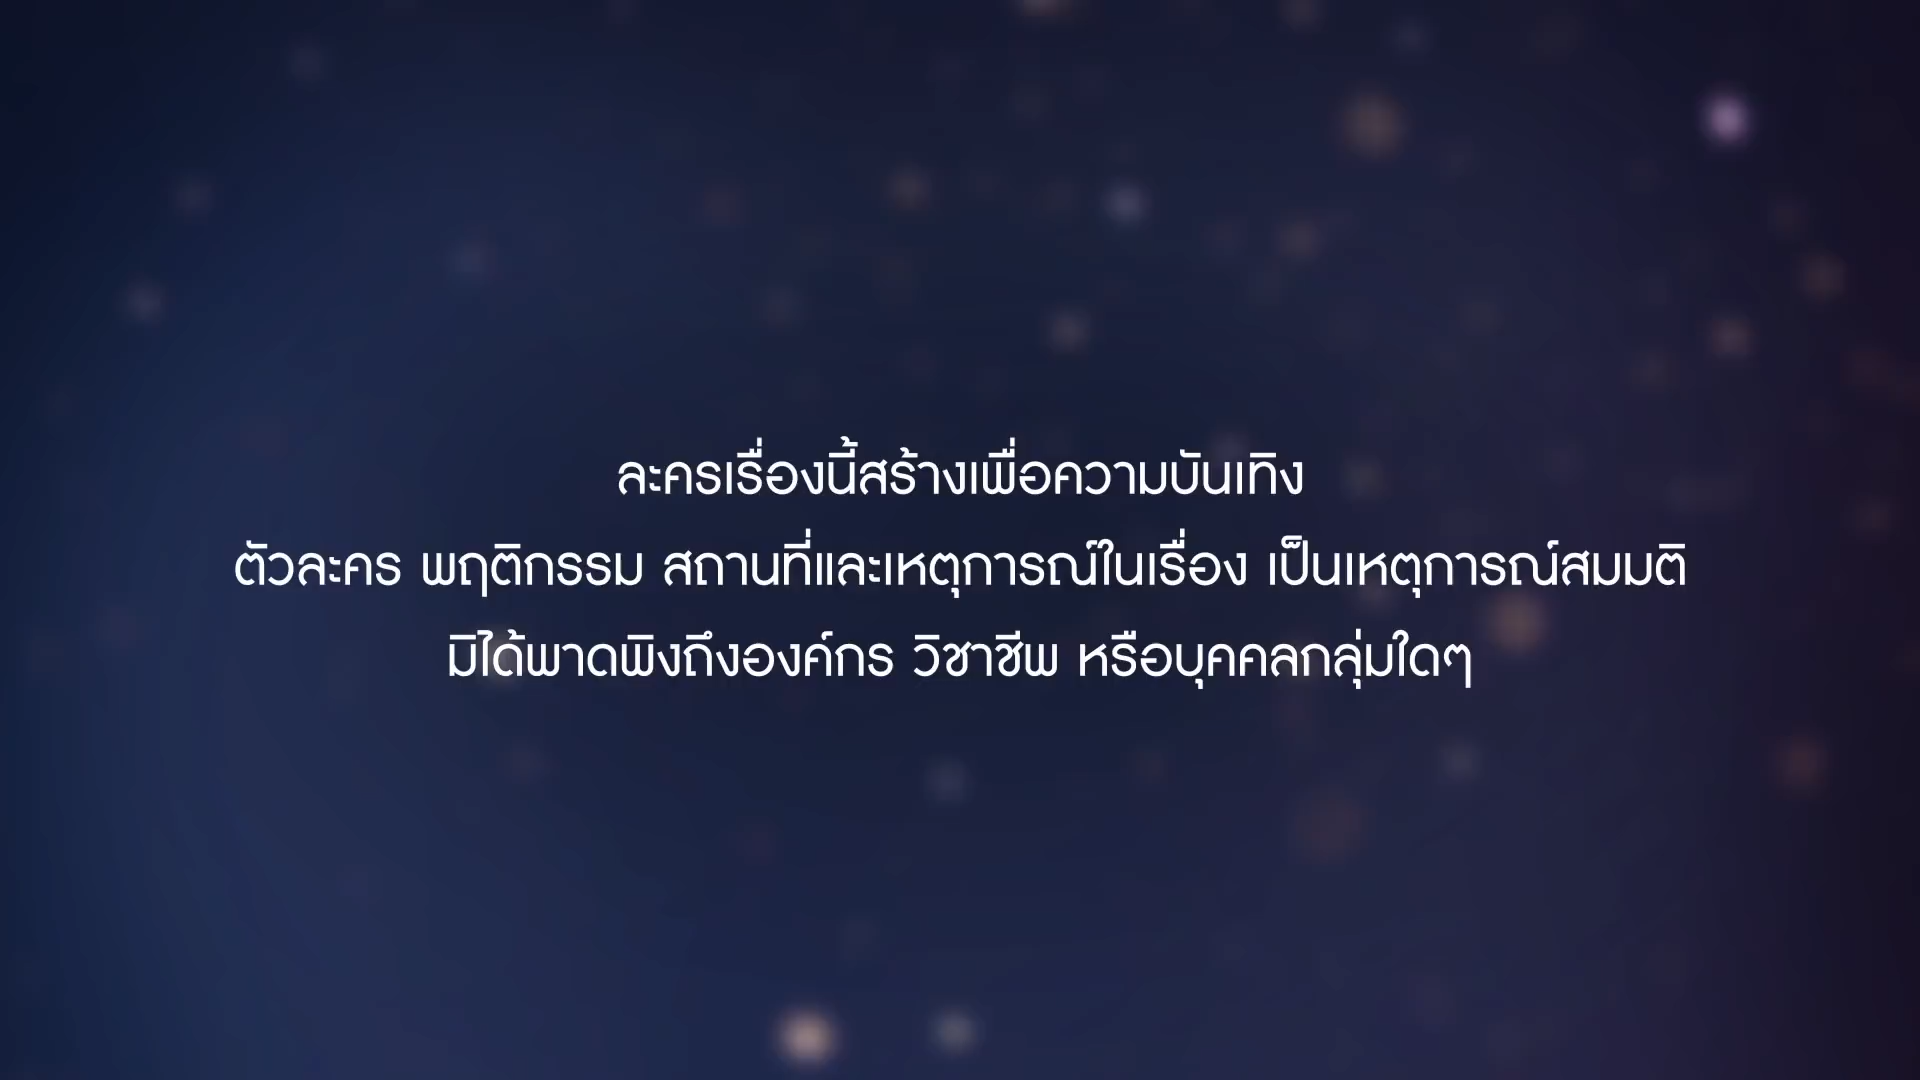 ละครเรื่องนี้สร้างเพื่อความบันเทิง
ตัวละคร พฤติกรรม สถานที่และเหตุการณ์ในเรื่อง เป็นเหตุการณ์สมมติ
มิได้พาดพิงถึงองค์กร วิชาชีพ หรือบุคคลกลุ่มใดๆ